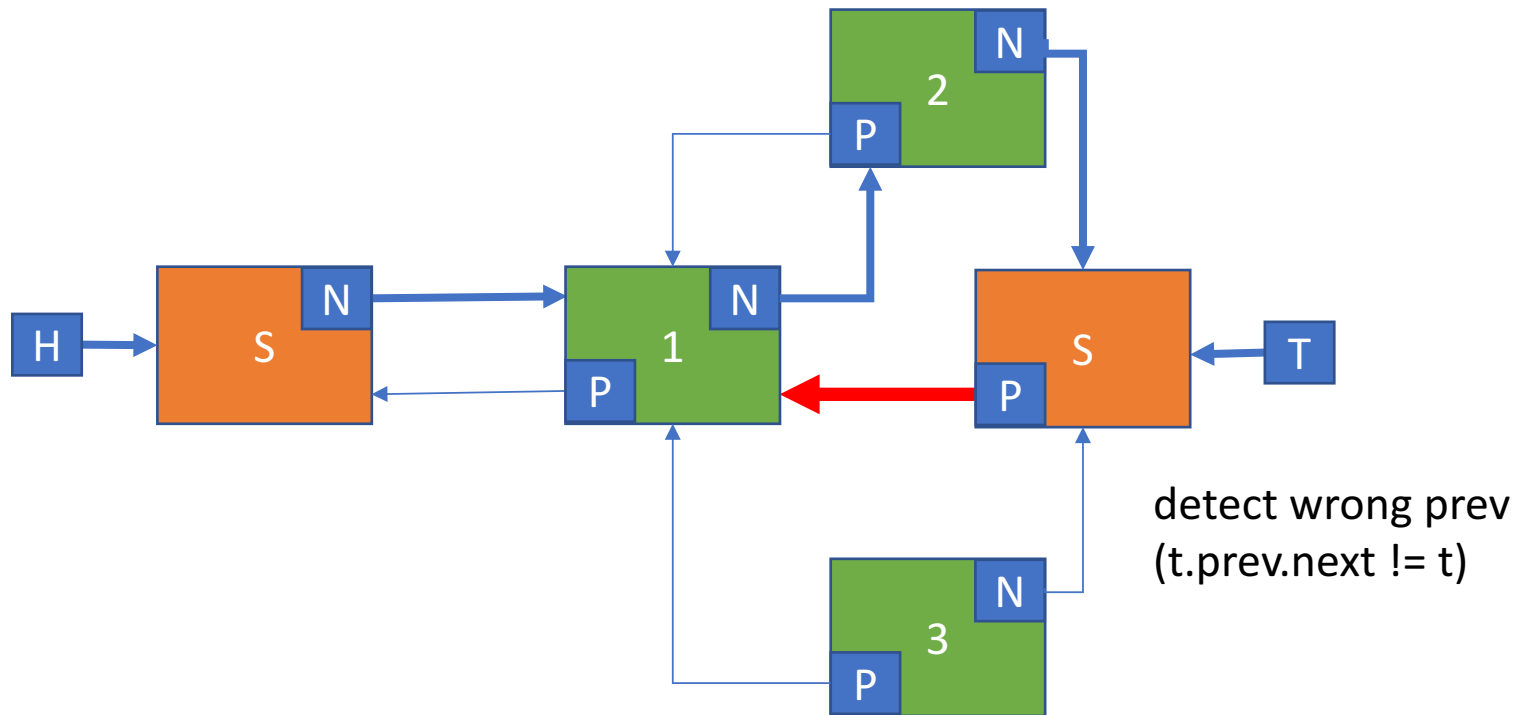 N
2
P
N
N
H
S
1
S
T
P
P
detect wrong prev
(t.prev.next != t)
N
3
P